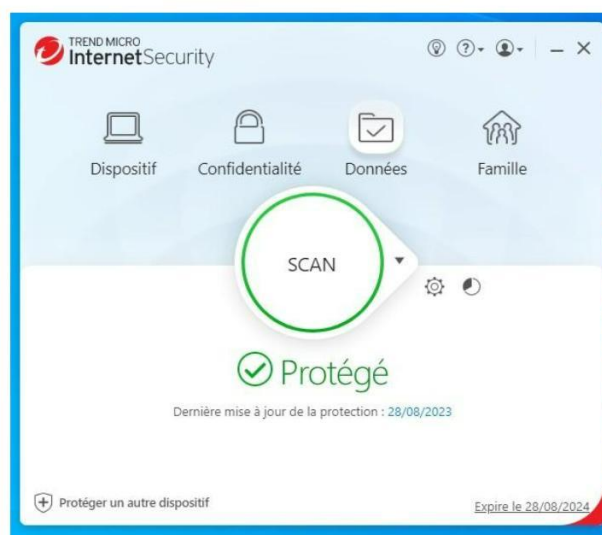 TREND MICRO
InternetSecurity
Dispositif Confidentialité Données Famille
SCAN
Protégé
Dernière mise à jour de la protection : 28/08/2023
Protéger un autre dispositif Expire le 28/08/2024